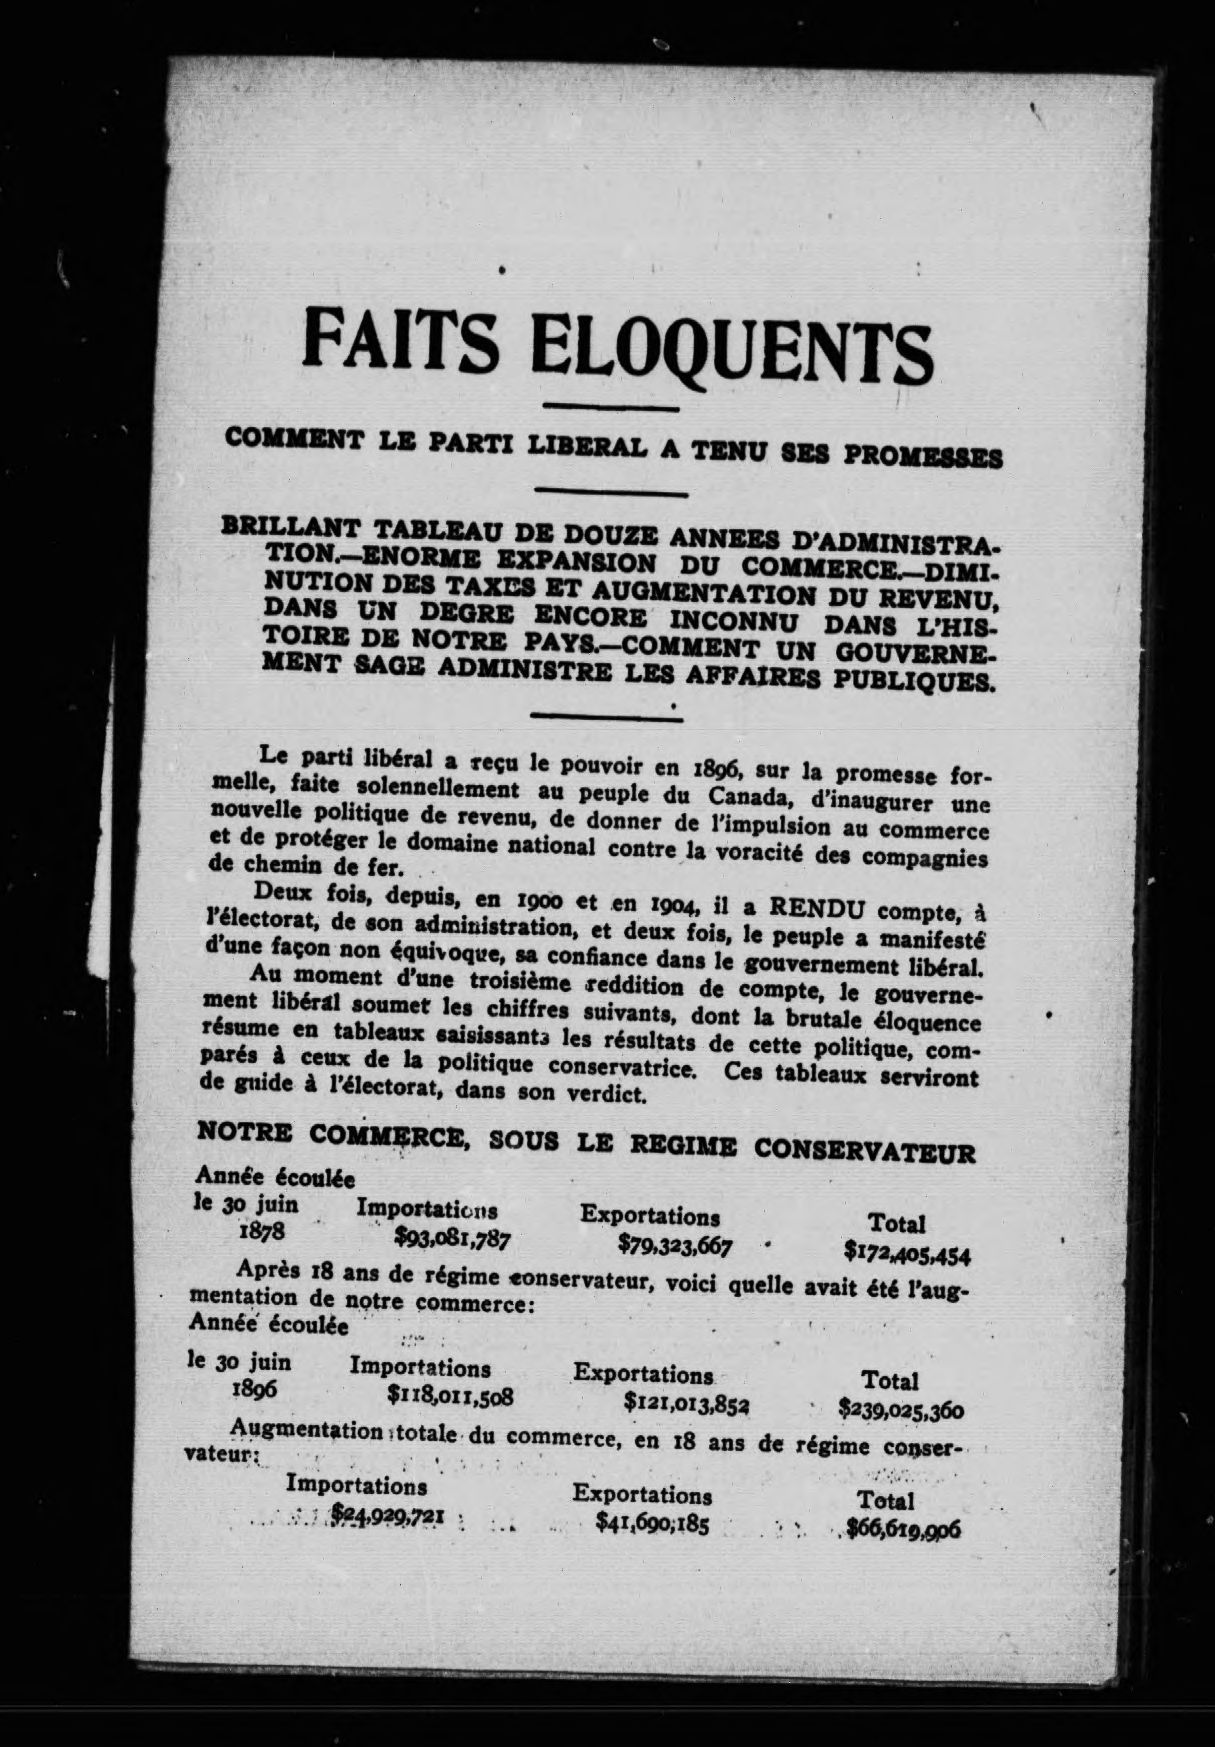 FAITS ELOQUENTS
COMMENT LE PARTI LIBERAL A TENU SES PROMESSES
BRILLANT TABLEAU DE DOUZE ANNEES D'ADMINISTRA-
TION.—ENORME EXPANSION DU COMMERCE.—DIMI-
NUTION DES TAXES ET AUGMENTATION DU REVENU,
DANS UN DEGRE ENCORE INCONNU DANS L'HIS-
TOIRE DE NOTRE PAYS.—COMMENT UN GOUVERNE-
MENT SAGE ADMINISTRE LES AFFAIRES PUBLIQUES.
Le parti libéral a reçu le pouvoir en 1896, sur la promesse for-
melle, faite solennellement au peuple du Canada, d'inaugurer une
nouvelle politique de revenu, de donner de l'impulsion au commerce
et de protéger le domaine national contre la voracité des compagnies
de chemin de fer.
Deux fois, depuis, en 1900 et en 1904, il a RENDU compte, à
l'électorat, de son administration, et deux fois, le peuple a manifesté
d'une façon non équivoque, sa confiance dans le gouvernement libéral.
Au moment d'une troisième reddition de compte, le gouverne-
ment libéral soumet les chiffres suivants, dont la brutale éloquence
résume en tableaux saisissants les résultats de cette politique, com-
parés à ceux de la politique conservatrice. Ces tableaux serviront
de guide à l'électorat, dans son verdict.
NOTRE COMMERCE, SOUS LE REGIME CONSERVATEUR
Année écoulée
le 30 juin Importations Exportations Total
1878 $93,081,787 $79,323,667 $172,405,454
Après 18 ans de régime conservateur, voici quelle avait été l'aug-
mentation de notre commerce:
Année écoulée
le 30 juin Importations Exportations Total
1896 $118,011,508 $121,013,852 $239,025,360
Augmentation totale du commerce, en 18 ans de régime conser-
vateur:
Importations Exportations Total
$24,929,721 $41,690,185 $66,619,906